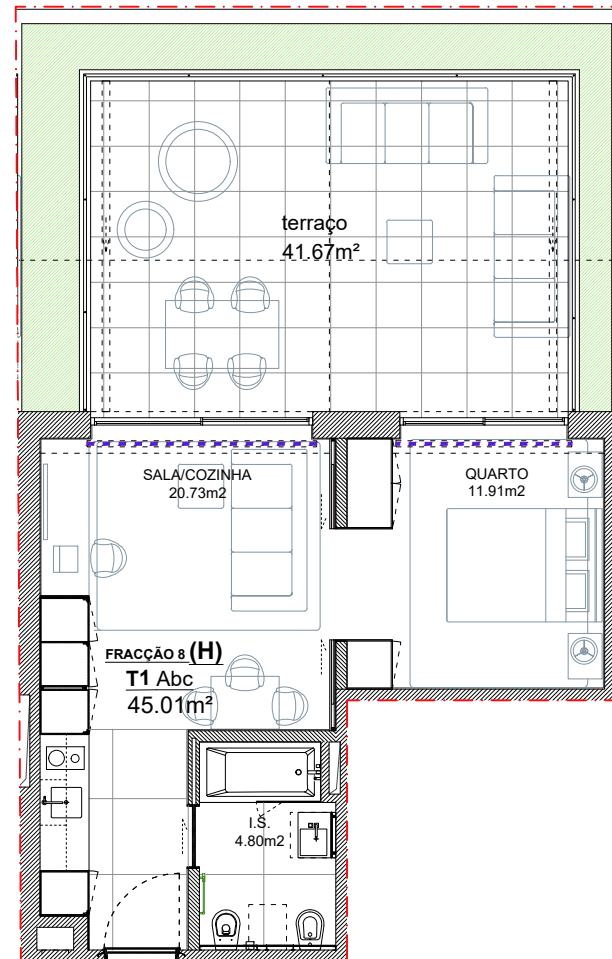 terraço
41.67m²
SALA/COZINHA
20.73m2
QUARTO
11.91m2
FRACÇÃO 8 (H)
T1 Abc
45.01m²
I.S.
4.80m2